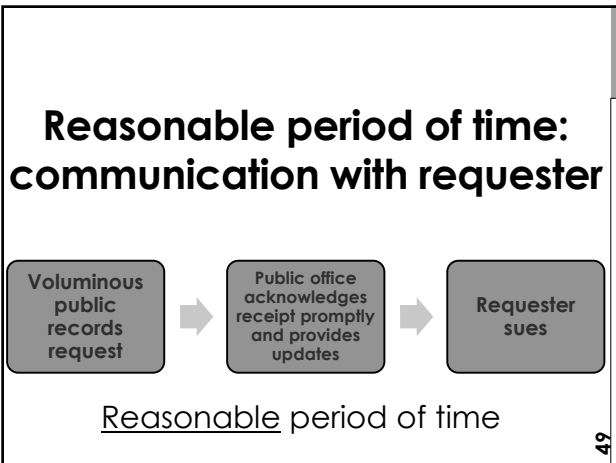 Reasonable period of time:
communication with requester
Voluminous
public
records
request
Public office
acknowledges
receipt promptly
and provides
updates
Requester
sues
Reasonable period of time
49